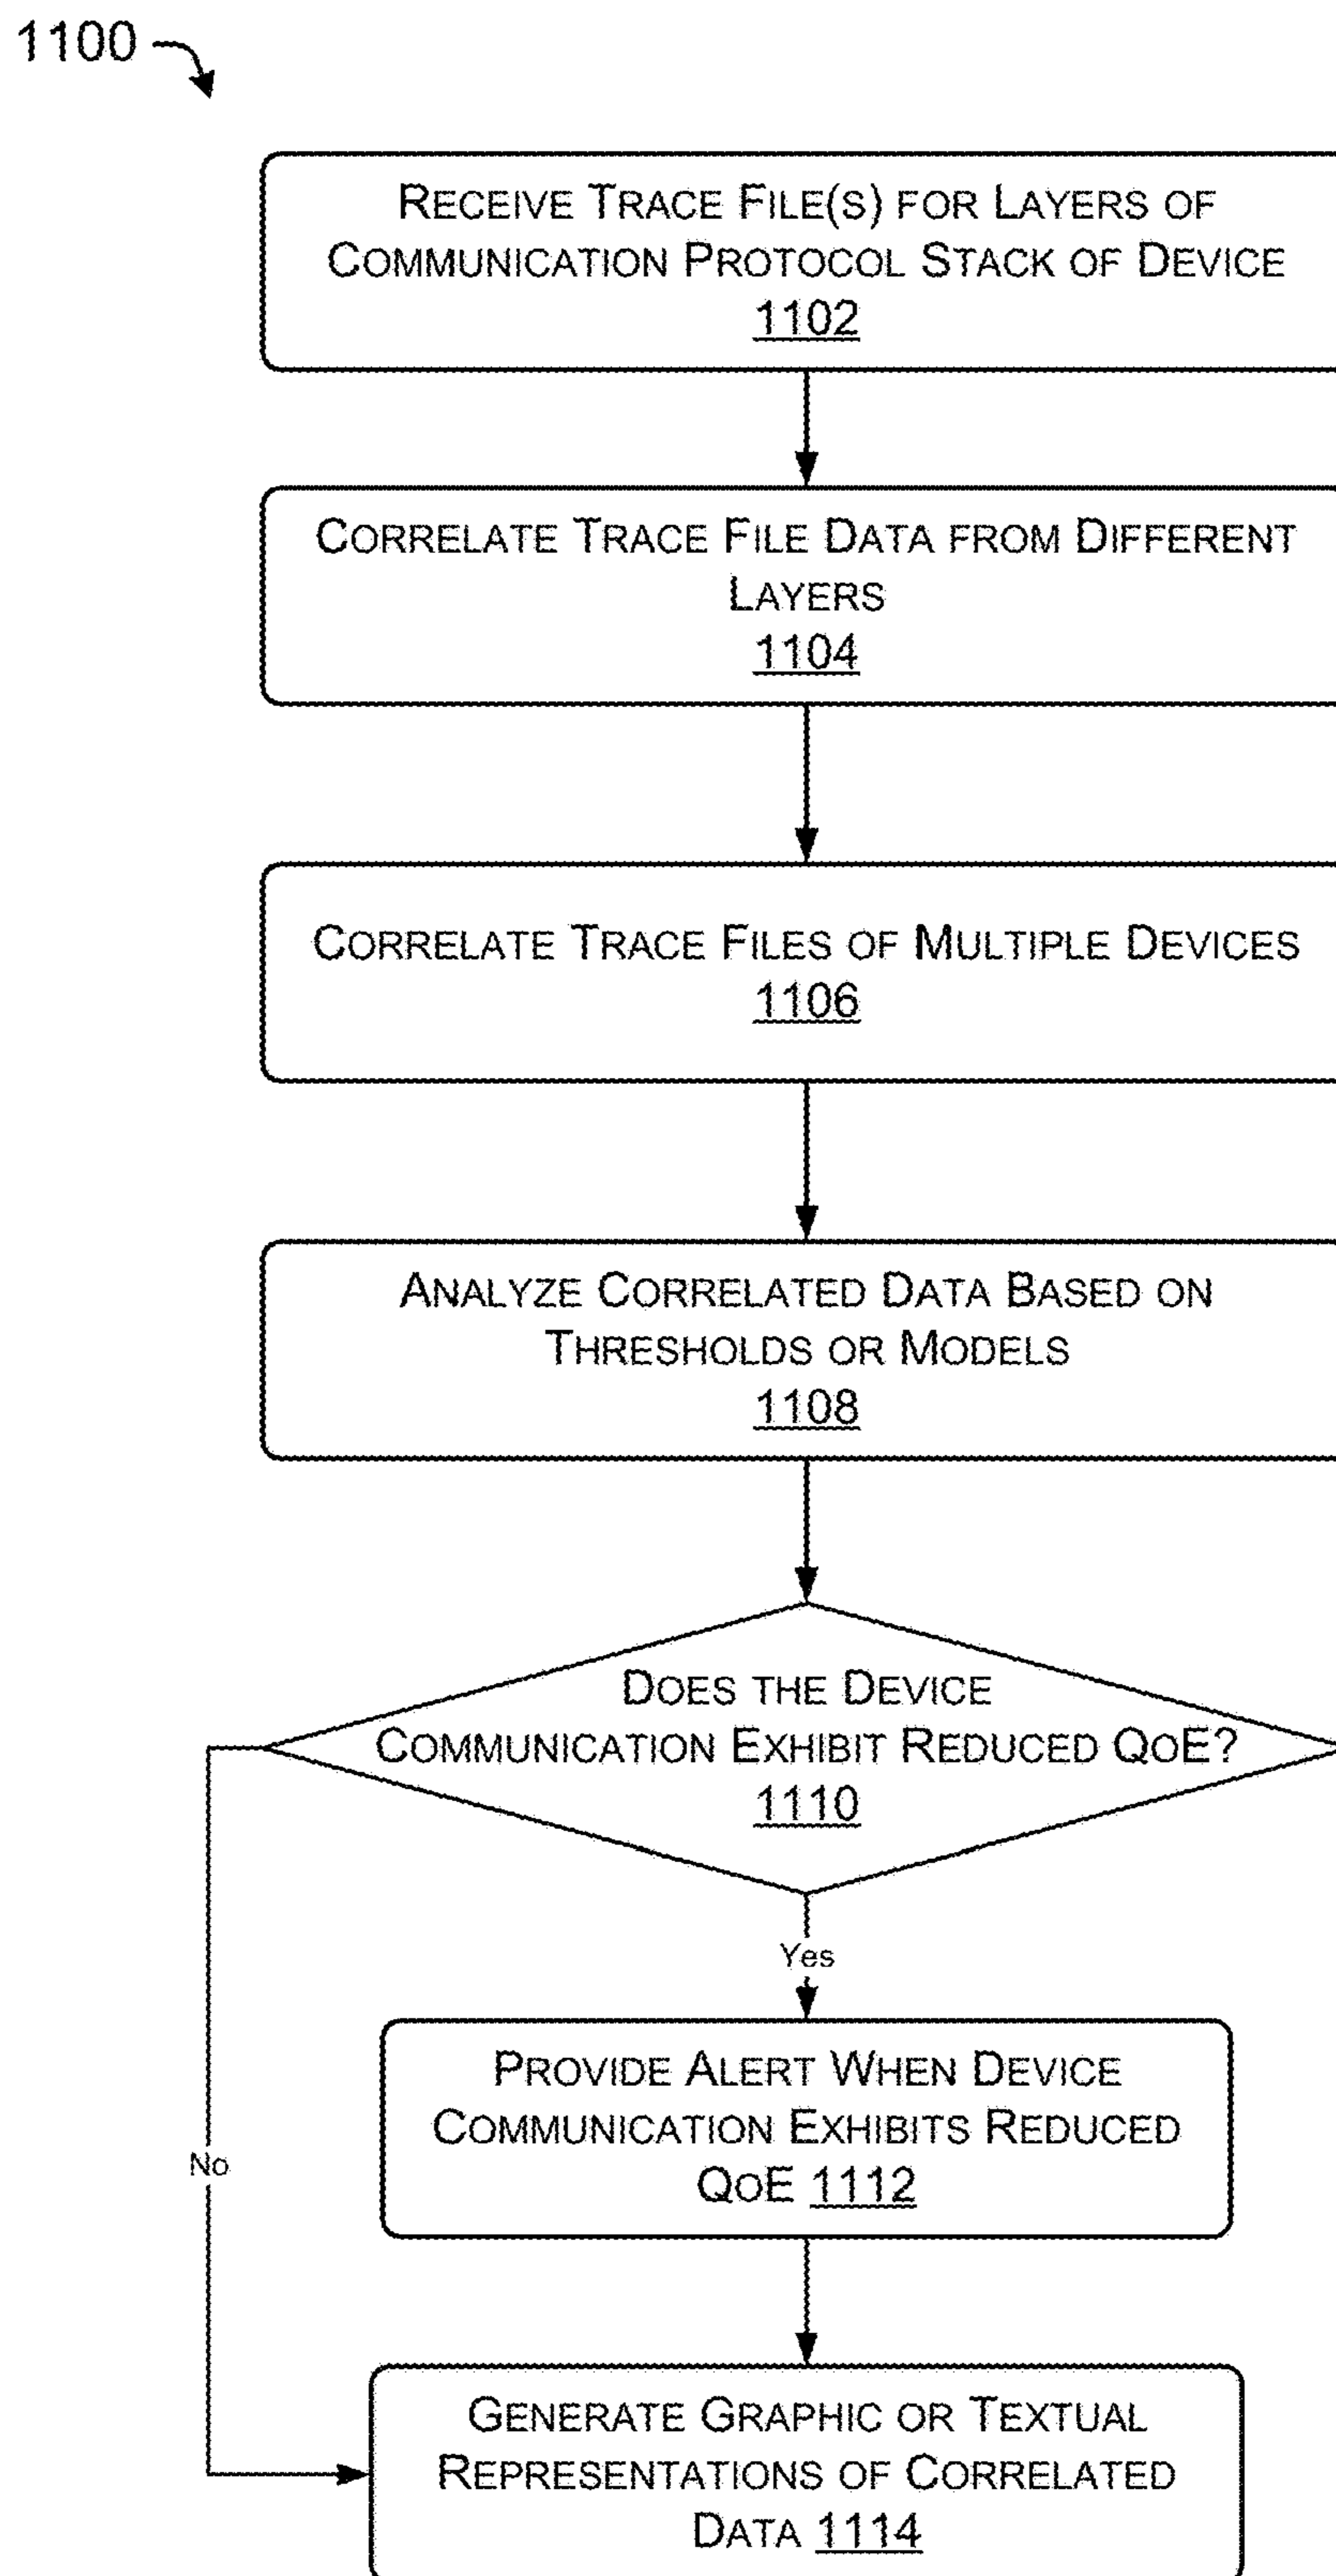 1100
RECEIVE TRACE FILE(S) FOR LAYERS OF
COMMUNICATION PROTOCOL STACK OF DEVICE
1102
CORRELATE TRACE FILE DATA FROM DIFFERENT
LAYERS
1104
CORRELATE TRACE FILES OF MULTIPLE DEVICES
1106
ANALYZE CORRELATED DATA BASED ON
THRESHOLDS OR MODELS
1108
DOES THE DEVICE
COMMUNICATION EXHIBIT REDUCED QOE?
1110
Yes
PROVIDE ALERT WHEN DEVICE
COMMUNICATION EXHIBITS REDUCED
QOE 1112
No
GENERATE GRAPHIC OR TEXTUAL
REPRESENTATIONS OF CORRELATED
DATA 1114